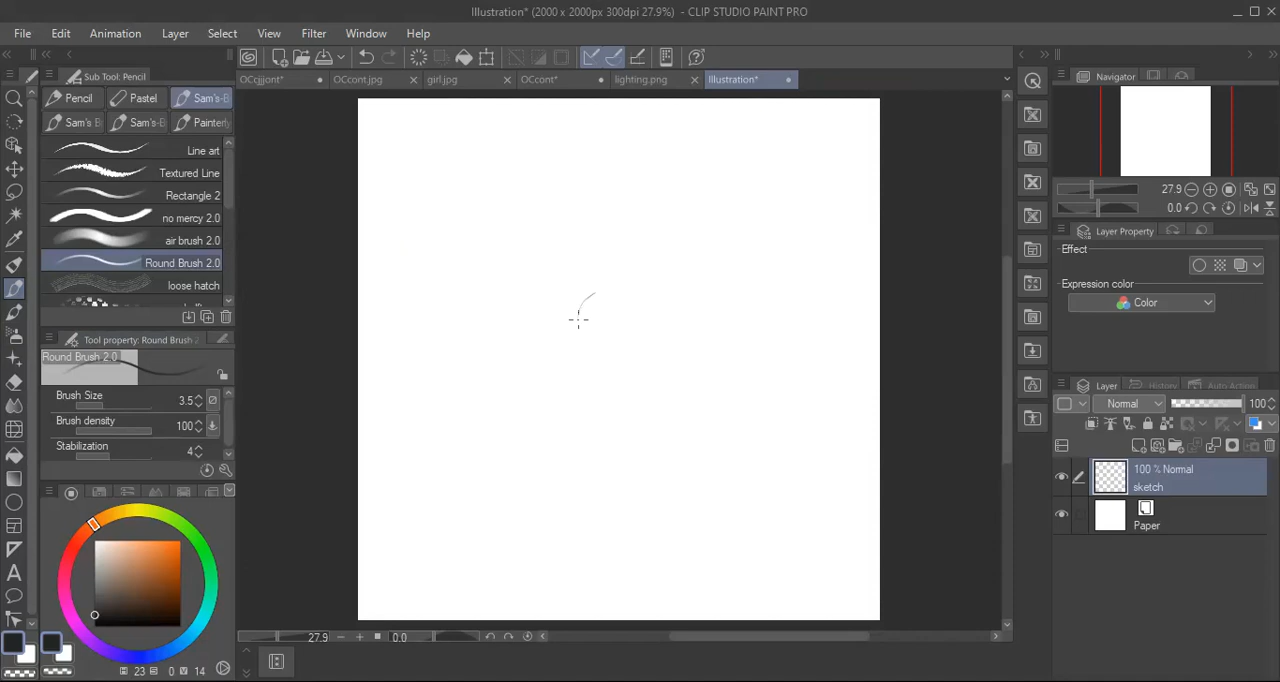 Illustration* (2000 x 2000px 300dpi 27.9%) - CLIP STUDIO PAINT PRO
File Edit Animation Layer Select View Filter Window Help
Sub Tool: Pencil
OCcjjjont* OCcont.jpg girl.jpg OCcont* lighting.png Illustration*
Navigator
Pencil Pastel Sam's-B
Sam's B Sam's-B Painterly
Line art
Textured Line
Rectangle 2
no mercy 2.0
air brush 2.0
Round Brush 2.0
loose hatch
27.9
0.0
Layer Property
Effect
Expression color
Color
Tool property: Round Brush 2
Round Brush 2.0
Brush Size 3.5
Brush density 100
Stabilization 4
Layer History Auto Action
Normal 100
100 % Normal
sketch
Paper
27.9 0.0
H 23 S 0 V 14